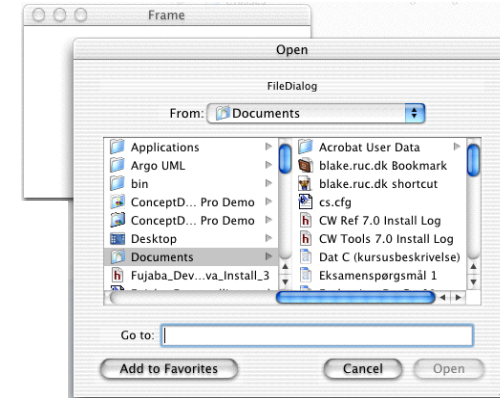 Frame
Open
FileDialog
From: Documents
Applications
Argo UML
bin
ConceptD... Pro Demo
ConceptD... Pro Demo
Desktop
Documents
Fujaba_Dev...va_Install_3
Acrobat User Data
blake.ruc.dk Bookmark
blake.ruc.dk shortcut
cs.cfg
CW Ref 7.0 Install Log
CW Tools 7.0 Install Log
Dat C (kursusbeskrivelse)
Eksamenspørgsmål 1
Go to:
Add to Favorites
Cancel
Open